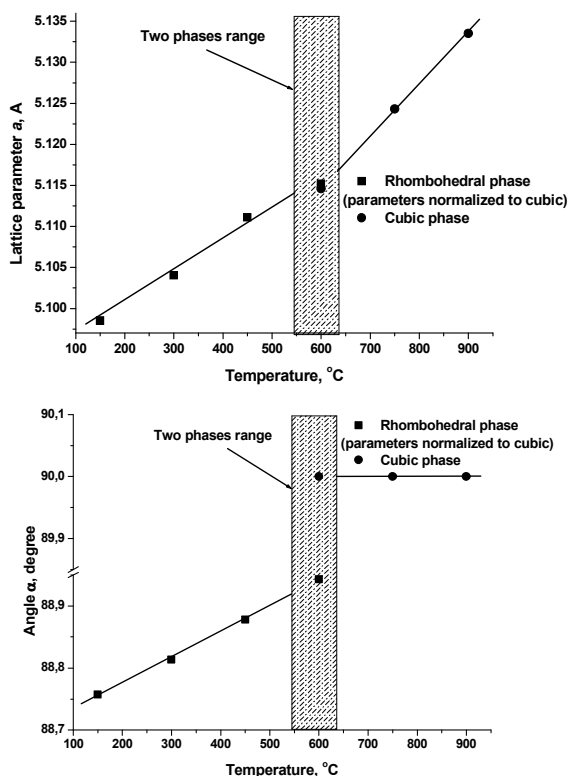 5.135
5.130
5.125
5.120
5.115
5.110
5.105
5.100
Lattice parameter a, A
Two phases range
Rhombohedral phase
(parameters normalized to cubic)
Cubic phase
100 200 300 400 500 600 700 800 900
Temperature, °C
90,1
90,0
89,9
88,9
88,8
88,7
Angle α, degree
Two phases range
Rhombohedral phase
(parameters normalized to cubic)
Cubic phase
100 200 300 400 500 600 700 800 900 1000
Temperature, °C